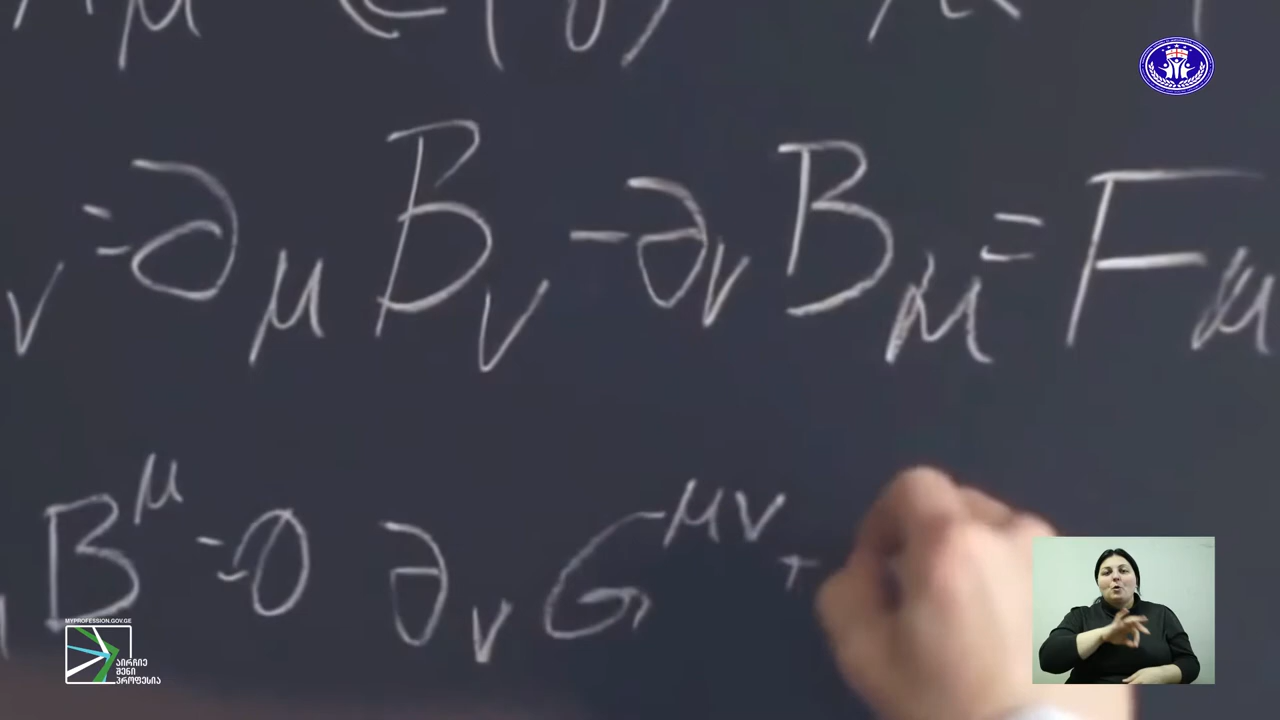 ν = ∂μ Bν - ∂ν Bμ = Fμ
Bμ = 0 ∂ν Gμν +
MYPROFESSION.GOV.GE
აირჩიე
შენი
პროფესია